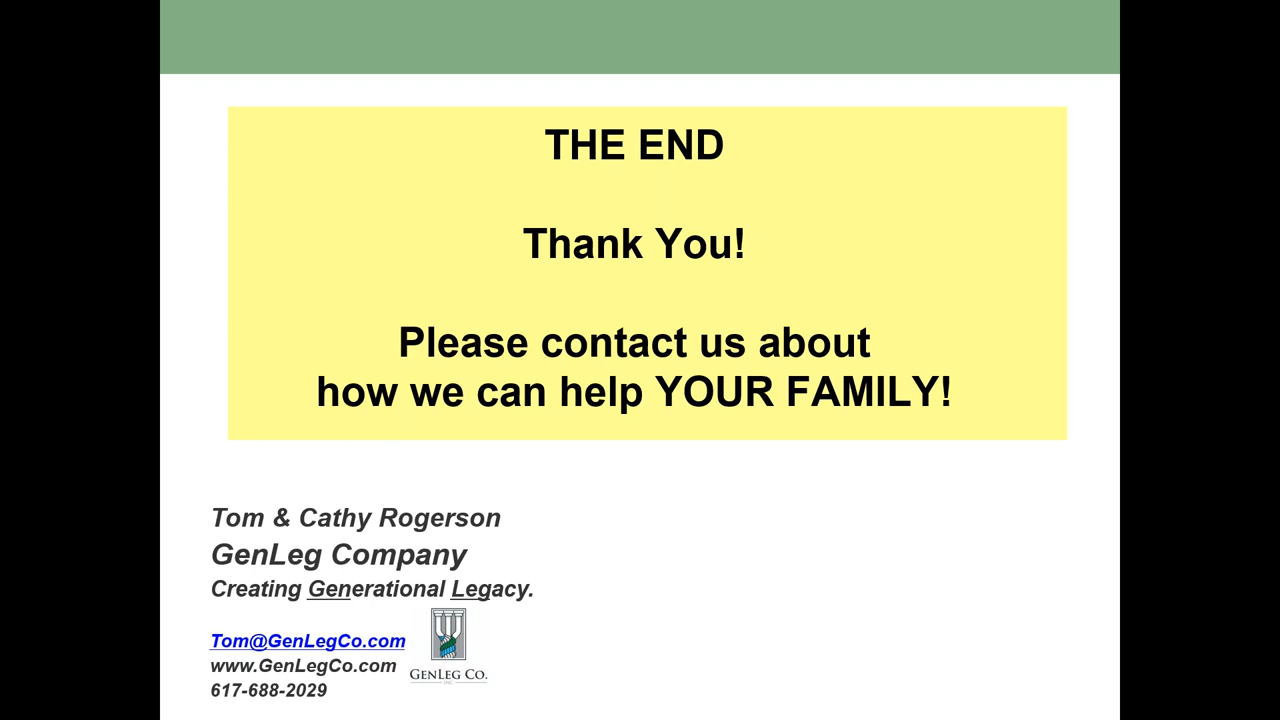 THE END
Thank You!
Please contact us about
how we can help YOUR FAMILY!
Tom & Cathy Rogerson
GenLeg Company
Creating Generational Legacy.
Tom@GenLegCo.com
www.GenLegCo.com
617-688-2029
GENLEG CO.
INC.